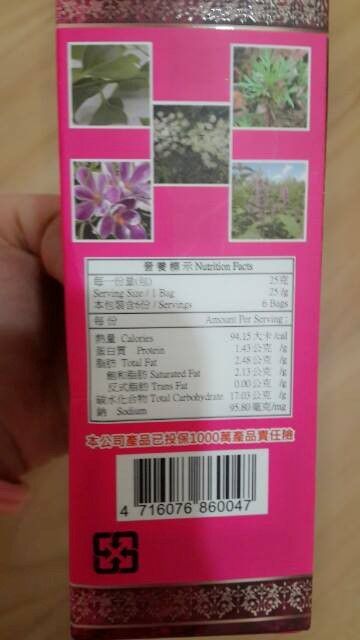 營養標示 Nutrition Facts
每一份量(包) 25克
Serving Size / 1 Bag 25 /g
本包裝含6份 / Servings 6 Bags
每份 Amount Per Serving :
熱量 Calories 94.15 大卡 /cal
蛋白質 Protein 1.43 公克 /g
脂肪 Total Fat 2.48 公克 /g
飽和脂肪 Saturated Fat 2.13 公克 /g
反式脂肪 Trans Fat 0.00 公克 /g
碳水化合物 Total Carbohydrate 17.03 公克 /g
鈉 Sodium 95.80 毫克/mg
本公司產品已投保1000萬產品責任險
4 716076 860047